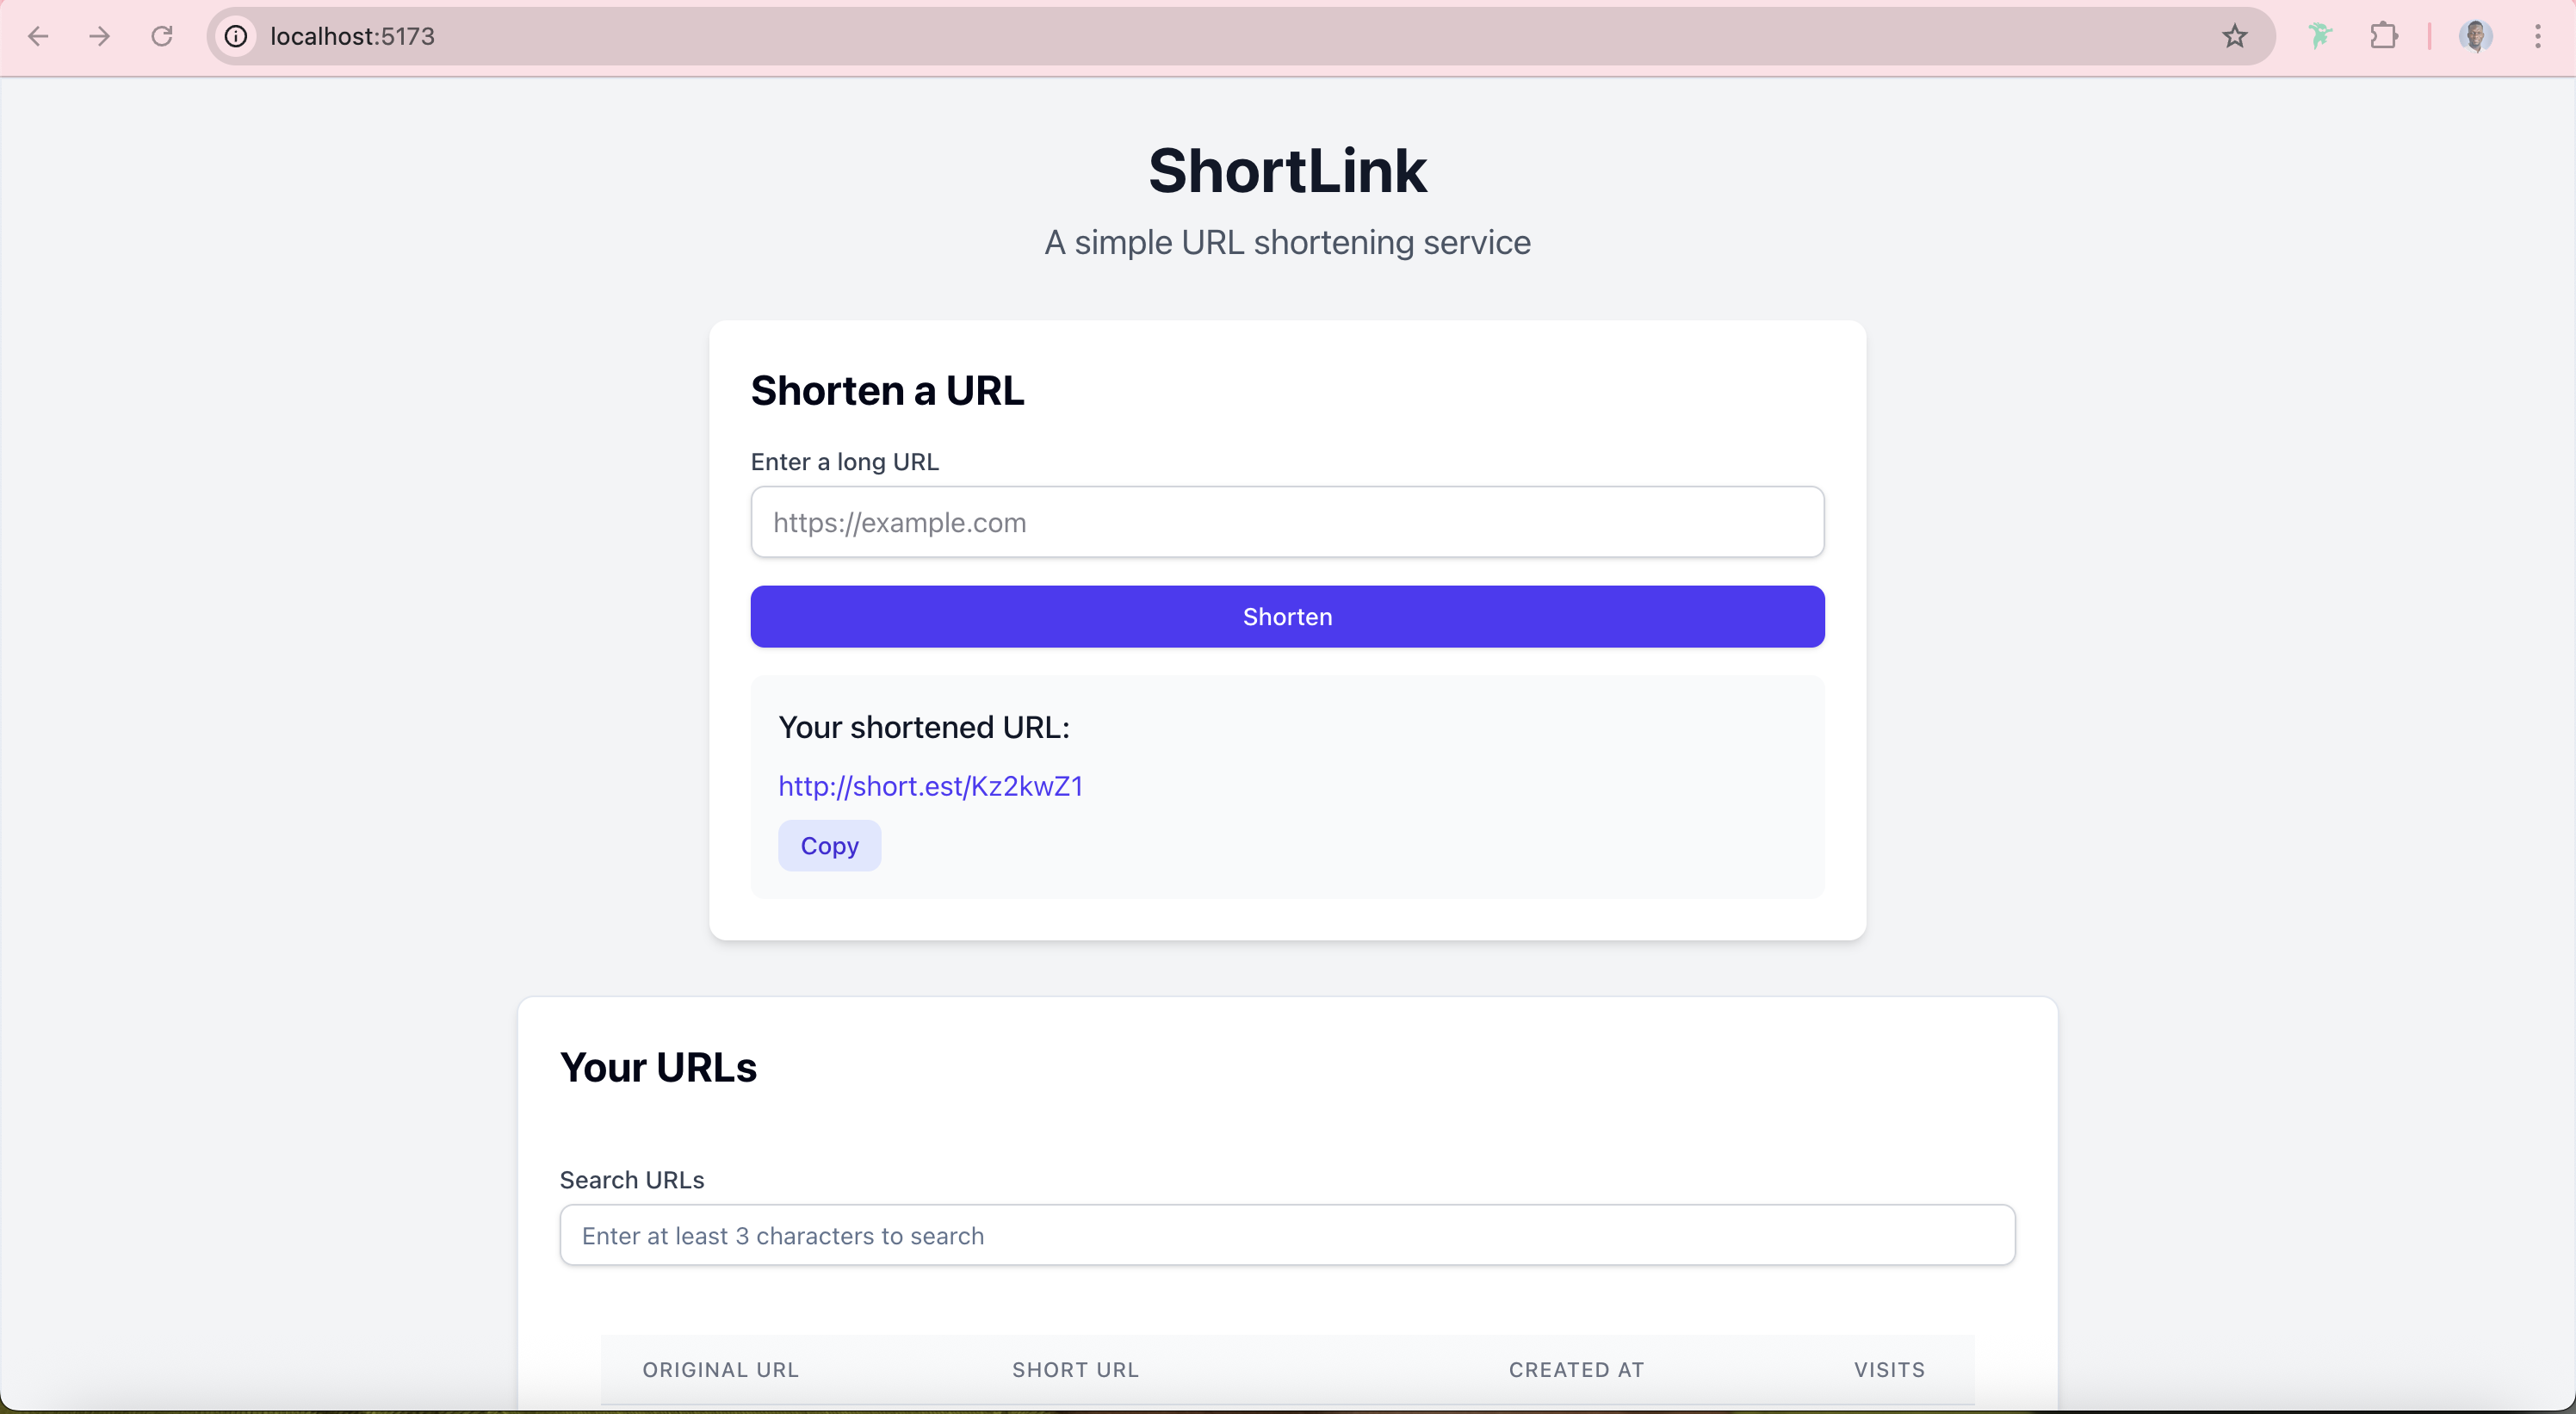 localhost:5173
ShortLink
A simple URL shortening service
Shorten a URL
Enter a long URL
https://example.com
Shorten
Your shortened URL:
http://short.est/Kz2kwZ1
Copy
Your URLs
Search URLs
Enter at least 3 characters to search
ORIGINAL URL SHORT URL CREATED AT VISITS